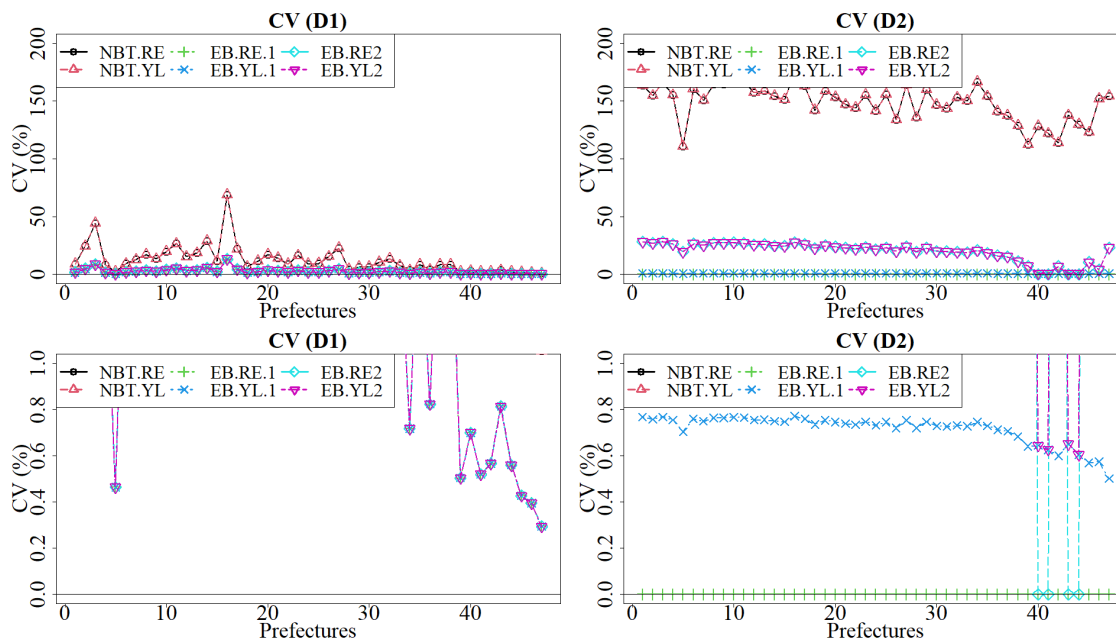 CV (D1)
CV (%)
0 50 100 150 200
NBT.RE EB.RE.1 EB.RE2
NBT.YL EB.YL.1 EB.YL2
0 10 20 30 40
Prefectures
CV (D2)
CV (%)
0 50 100 150 200
NBT.RE EB.RE.1 EB.RE2
NBT.YL EB.YL.1 EB.YL2
0 10 20 30 40
Prefectures
CV (D1)
CV (%)
0.0 0.2 0.4 0.6 0.8 1.0
NBT.RE EB.RE.1 EB.RE2
NBT.YL EB.YL.1 EB.YL2
0 10 20 30 40
Prefectures
CV (D2)
CV (%)
0.0 0.2 0.4 0.6 0.8 1.0
NBT.RE EB.RE.1 EB.RE2
NBT.YL EB.YL.1 EB.YL2
0 10 20 30 40
Prefectures